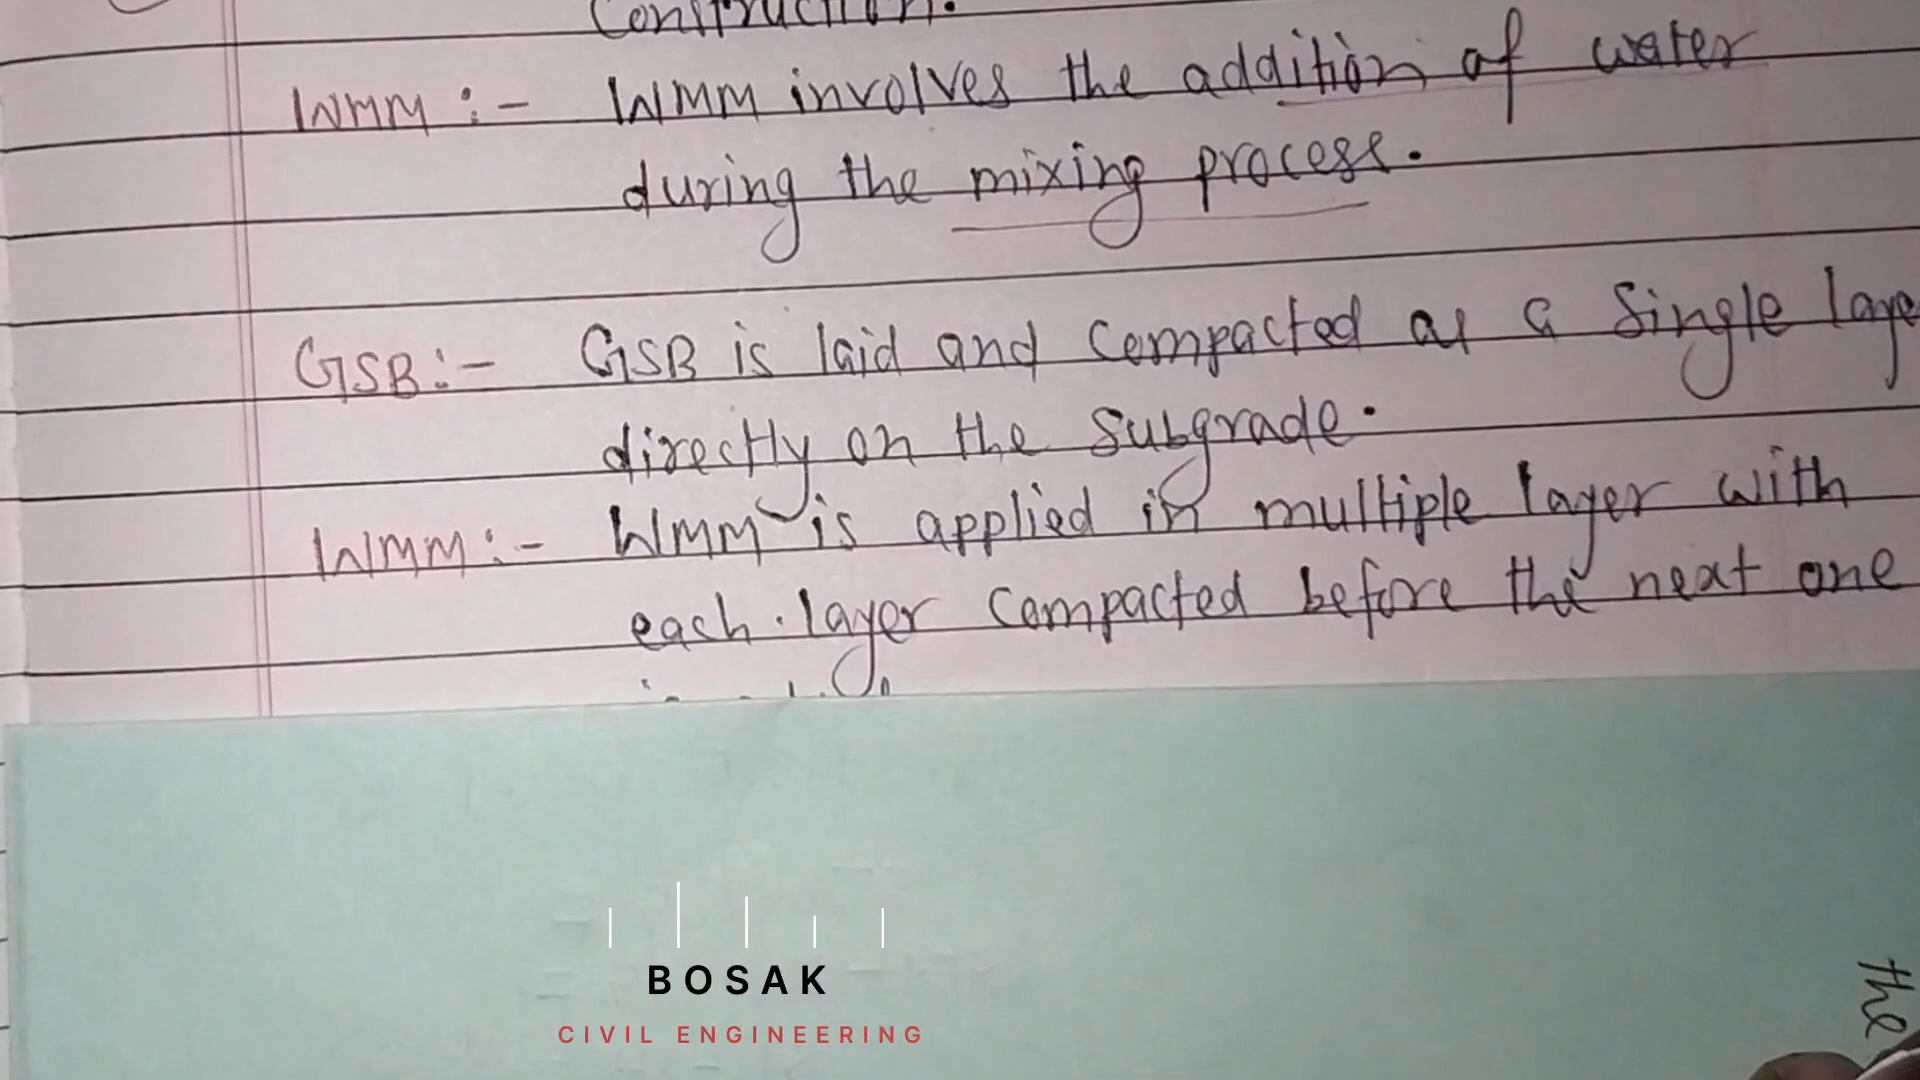 Construction.
WMM :- WMM involves the addition of water
during the mixing process.
GSB:- GSB is laid and compacted as a single laye
directly on the subgrade.
WMM:- WMM is applied in multiple layer with
each layer compacted before the next one
BOSAK
CIVIL ENGINEERING
the